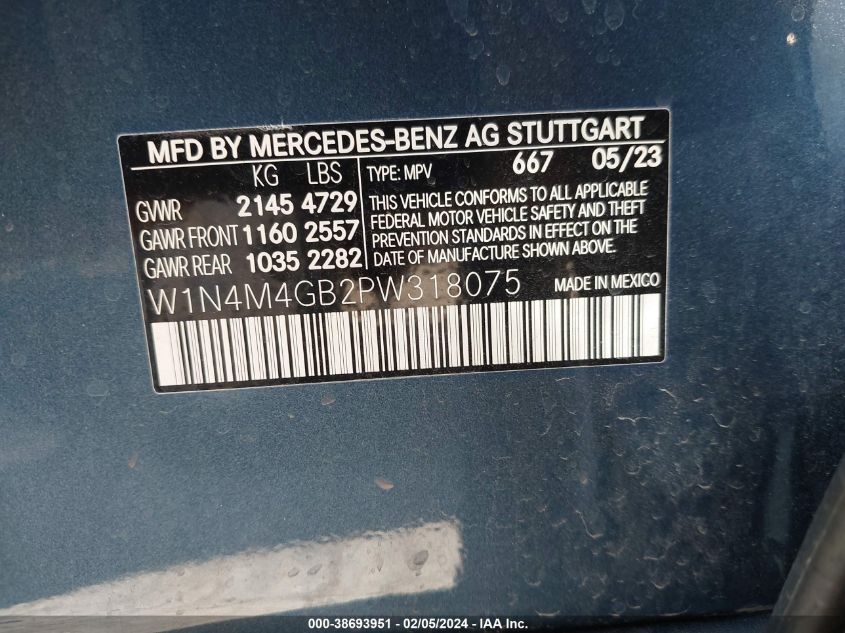 MFD BY MERCEDES-BENZ AG STUTTGART
KG LBS
GVWR 2145 4729
GAWR FRONT 1160 2557
GAWR REAR 1035 2282
TYPE: MPV 667 05/23
THIS VEHICLE CONFORMS TO ALL APPLICABLE
FEDERAL MOTOR VEHICLE SAFETY AND THEFT
PREVENTION STANDARDS IN EFFECT ON THE
DATE OF MANUFACTURE SHOWN ABOVE.
W1N4M4GB2PW318075
MADE IN MEXICO
000-38693951 - 02/05/2024 - IAA Inc.